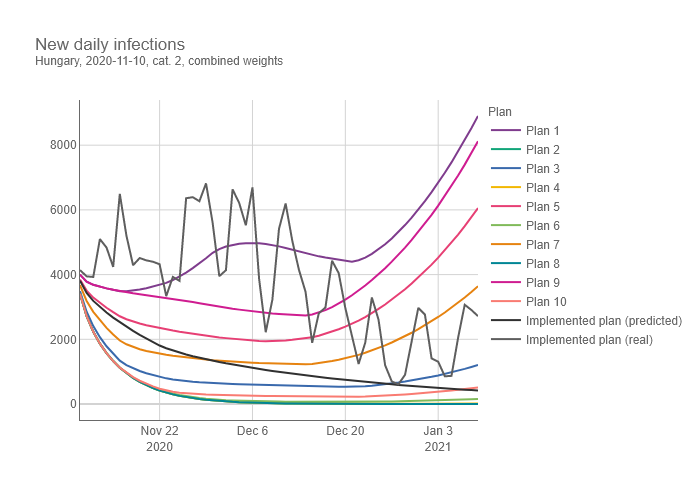 New daily infections
Hungary, 2020-11-10, cat. 2, combined weights
Plan
Plan 1
Plan 2
Plan 3
Plan 4
Plan 5
Plan 6
Plan 7
Plan 8
Plan 9
Plan 10
Implemented plan (predicted)
Implemented plan (real)
8000
6000
4000
2000
0
Nov 22
2020
Dec 6
Dec 20
Jan 3
2021